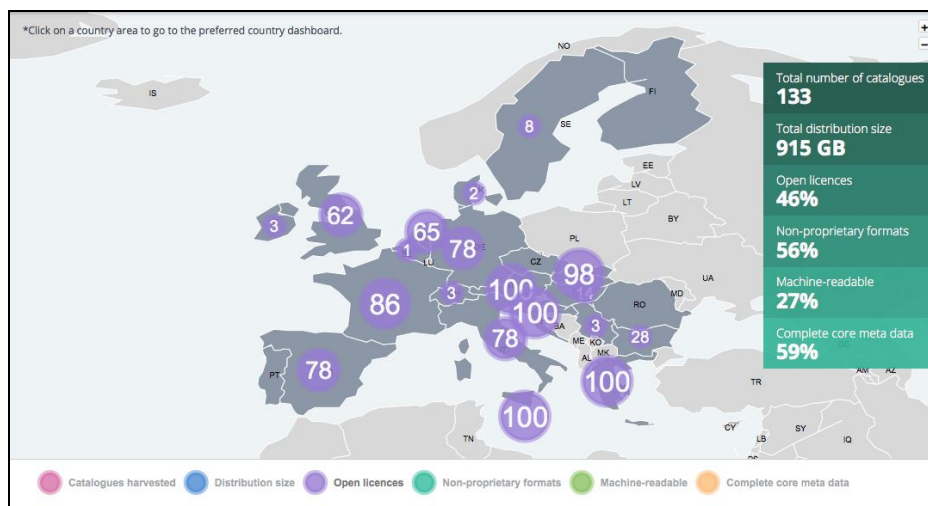 *Click on a country area to go to the preferred country dashboard.
+
−
NO
IS
FI
SE
8
Total number of catalogues
133
Total distribution size
915 GB
Open licences
46%
Non-proprietary formats
56%
Machine-readable
27%
Complete core meta data
59%
EE
LV
LT
2
BY
3
62
65
1
78
PL
LU
CZ
98
UA
100
3
86
100
RO
MD
BA
3
28
78
ME
KO
MK
AL
PT
78
100
TR
AM
AZ
100
TN
CY
SY
LB
IQ
Catalogues harvested
Distribution size
Open licences
Non-proprietary formats
Machine-readable
Complete core meta data